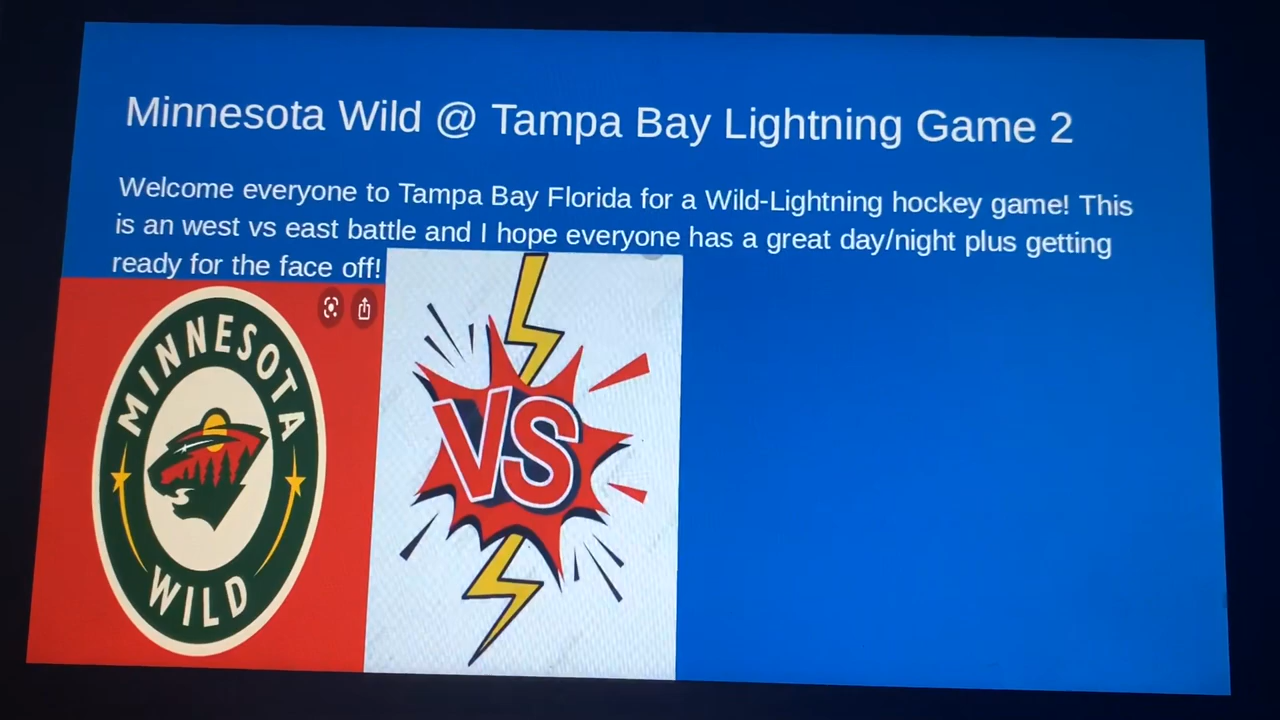 Minnesota Wild @ Tampa Bay Lightning Game 2
Welcome everyone to Tampa Bay Florida for a Wild-Lightning hockey game! This
is an west vs east battle and I hope everyone has a great day/night plus getting
ready for the face off!
MINNESOTA
WILD
VS